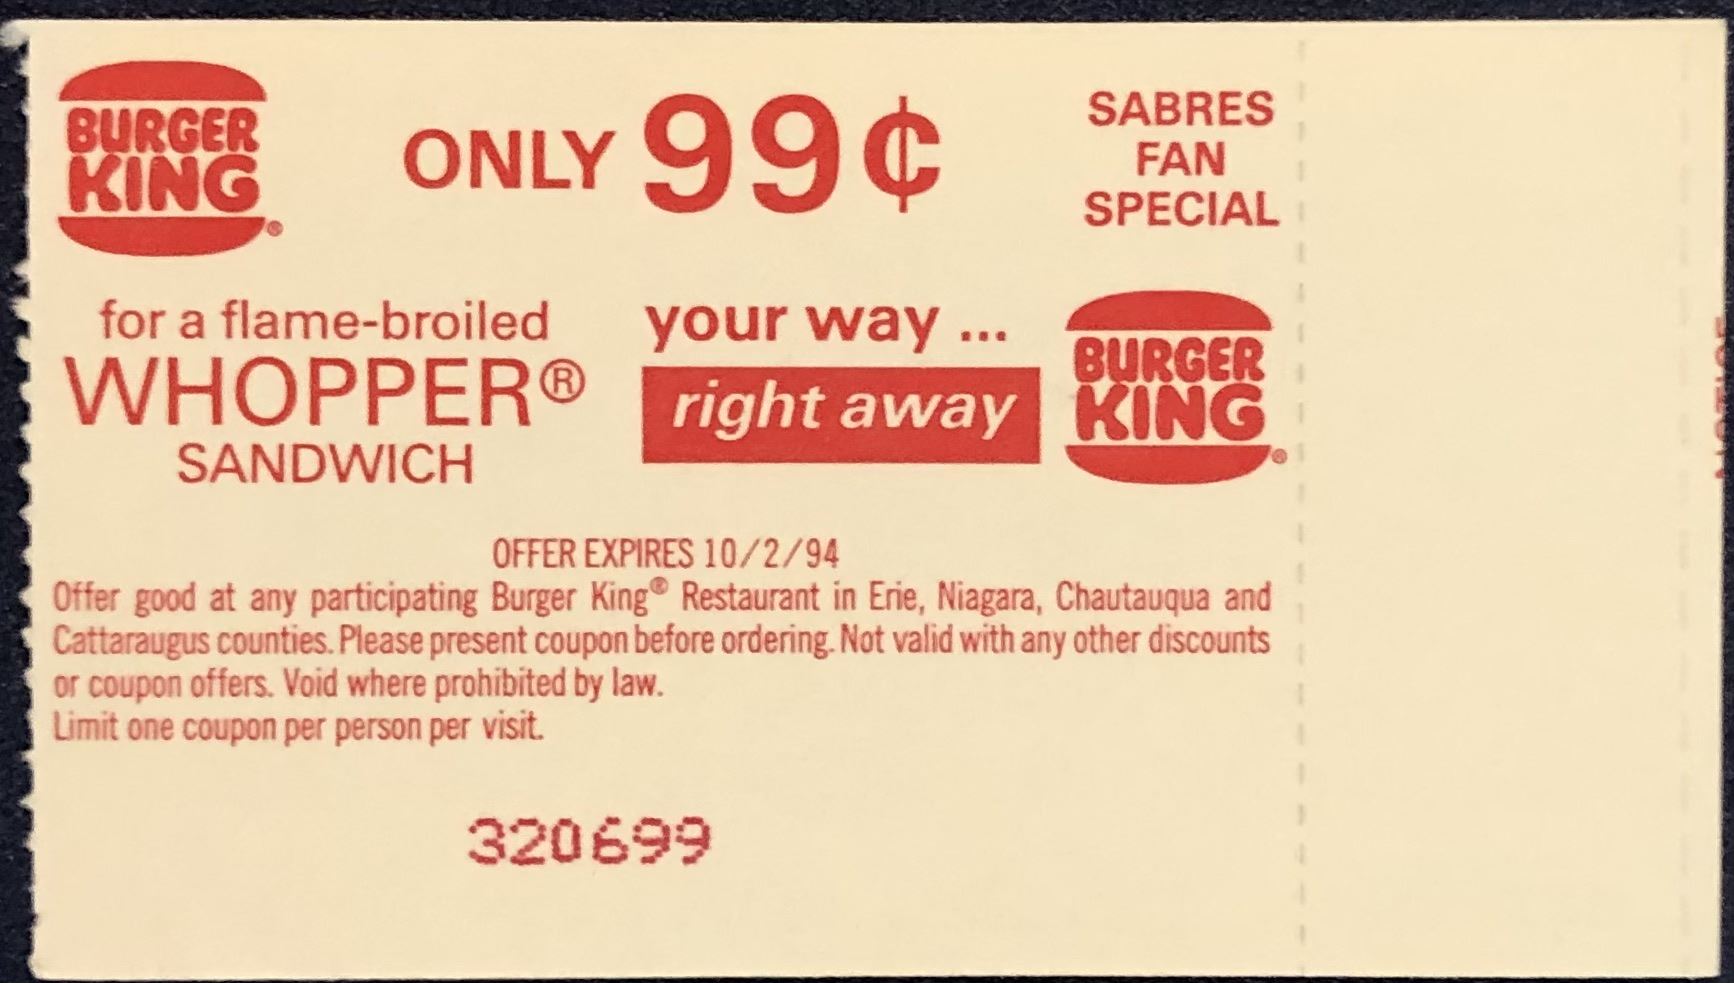 BURGER
KING®
ONLY 99¢
SABRES
FAN
SPECIAL
for a flame-broiled
WHOPPER®
SANDWICH
your way ...
right away
BURGER
KING®
OFFER EXPIRES 10/2/94
Offer good at any participating Burger King® Restaurant in Erie, Niagara, Chautauqua and
Cattaraugus counties. Please present coupon before ordering. Not valid with any other discounts
or coupon offers. Void where prohibited by law.
Limit one coupon per person per visit.
320699